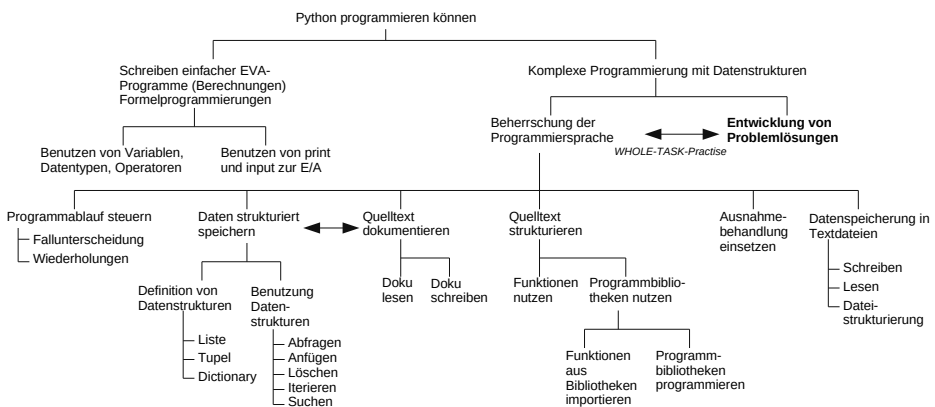 Python programmieren können
Schreiben einfacher EVA-
Programme (Berechnungen)
Formelprogrammierungen
Komplexe Programmierung mit Datenstrukturen
Benutzen von Variablen,
Datentypen, Operatoren
Benutzen von print
und input zur E/A
Beherrschung der
Programmiersprache
WHOLE-TASK-Practise
Entwicklung von
Problemlösungen
Programmablauf steuern
Fallunterscheidung
Wiederholungen
Daten strukturiert
speichern
Definition von
Datenstrukturen
Liste
Tupel
Dictionary
Benutzung
Daten-
strukturen
Abfragen
Anfügen
Löschen
Iterieren
Suchen
Quelltext
dokumentieren
Doku
lesen
Doku
schreiben
Quelltext
strukturieren
Funktionen
nutzen
Programmbiblio-
theken nutzen
Funktionen
aus
Bibliotheken
importieren
Programm-
bibliotheken
programmieren
Ausnahme-
behandlung
einsetzen
Datenspeicherung in
Textdateien
Schreiben
Lesen
Datei-
strukturierung